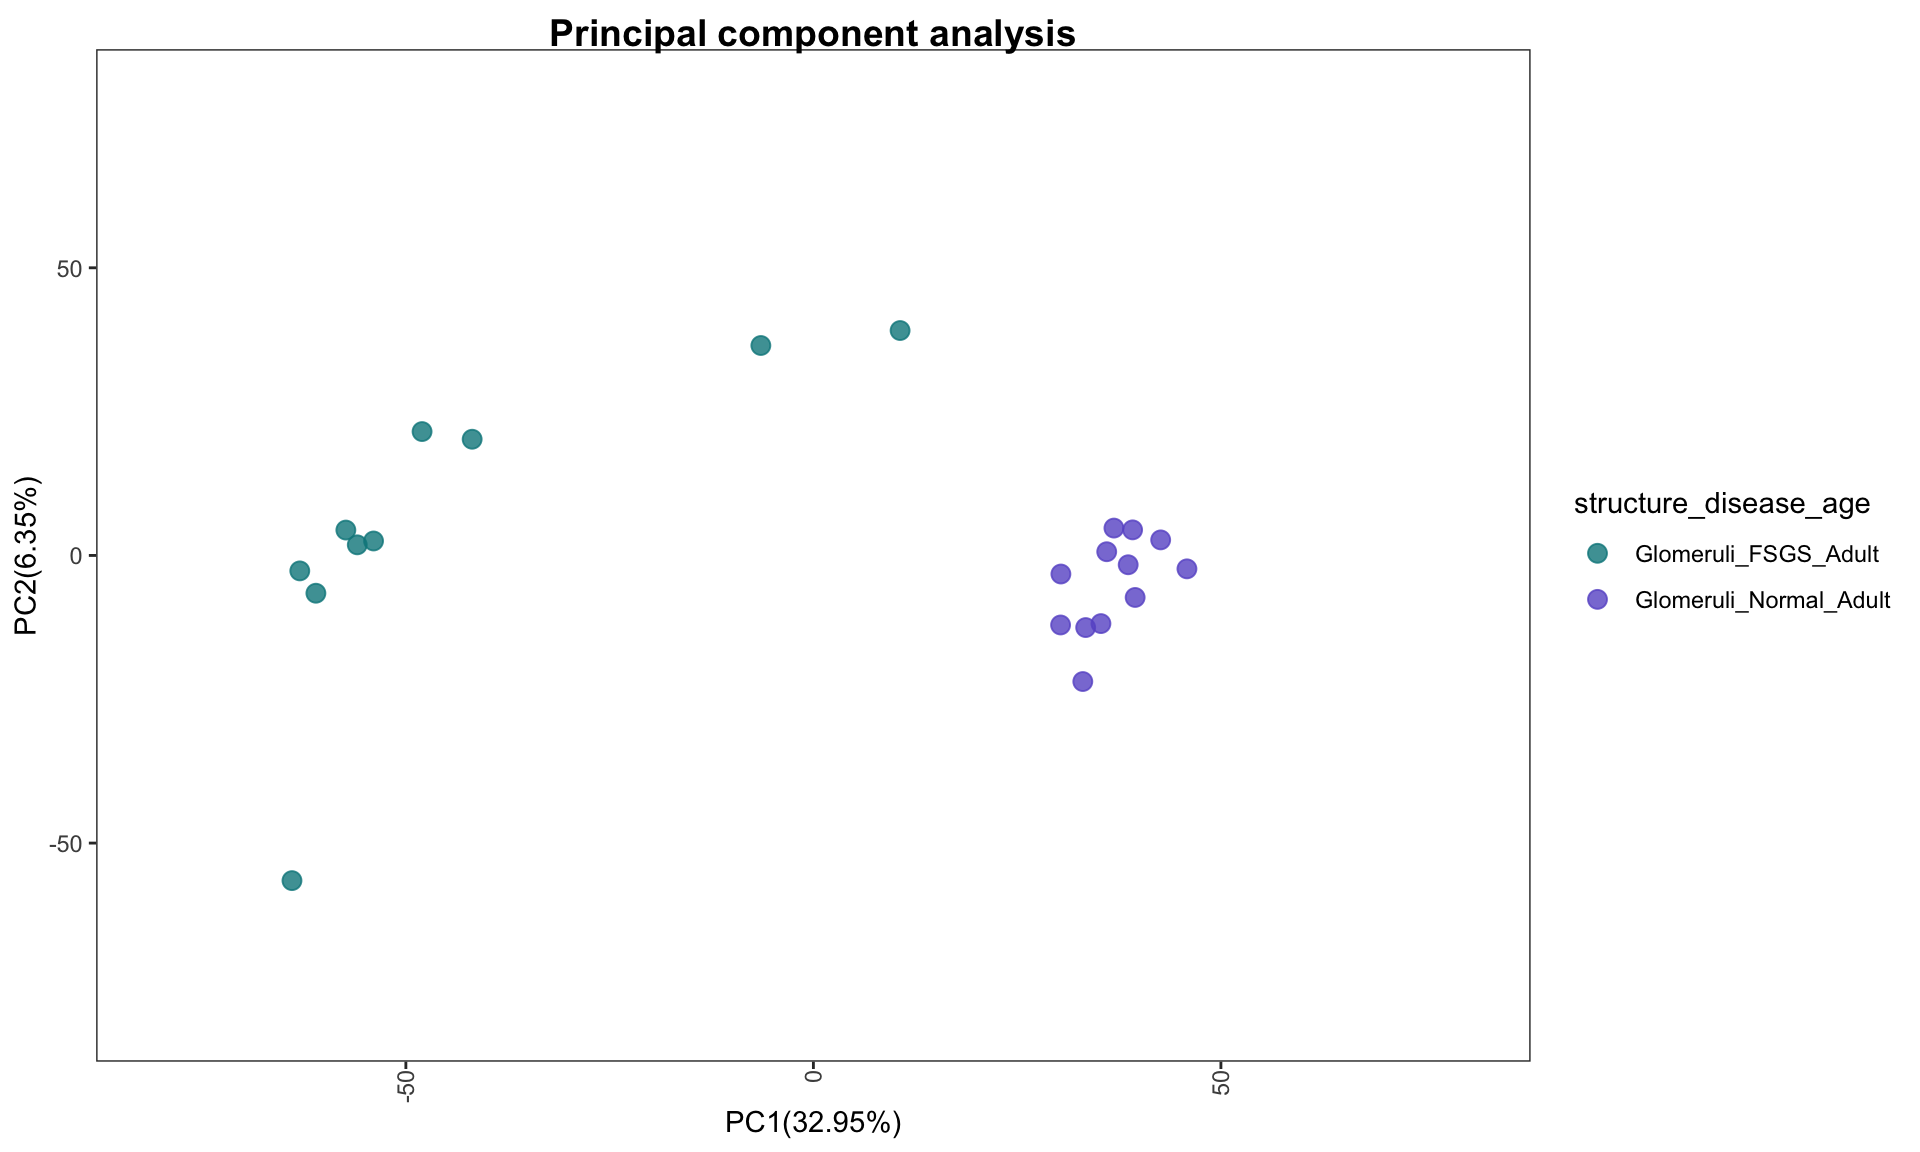 Principal component analysis
50
0
-50
PC2(6.35%)
-50
0
50
PC1(32.95%)
structure_disease_age
Glomeruli_FSGS_Adult
Glomeruli_Normal_Adult